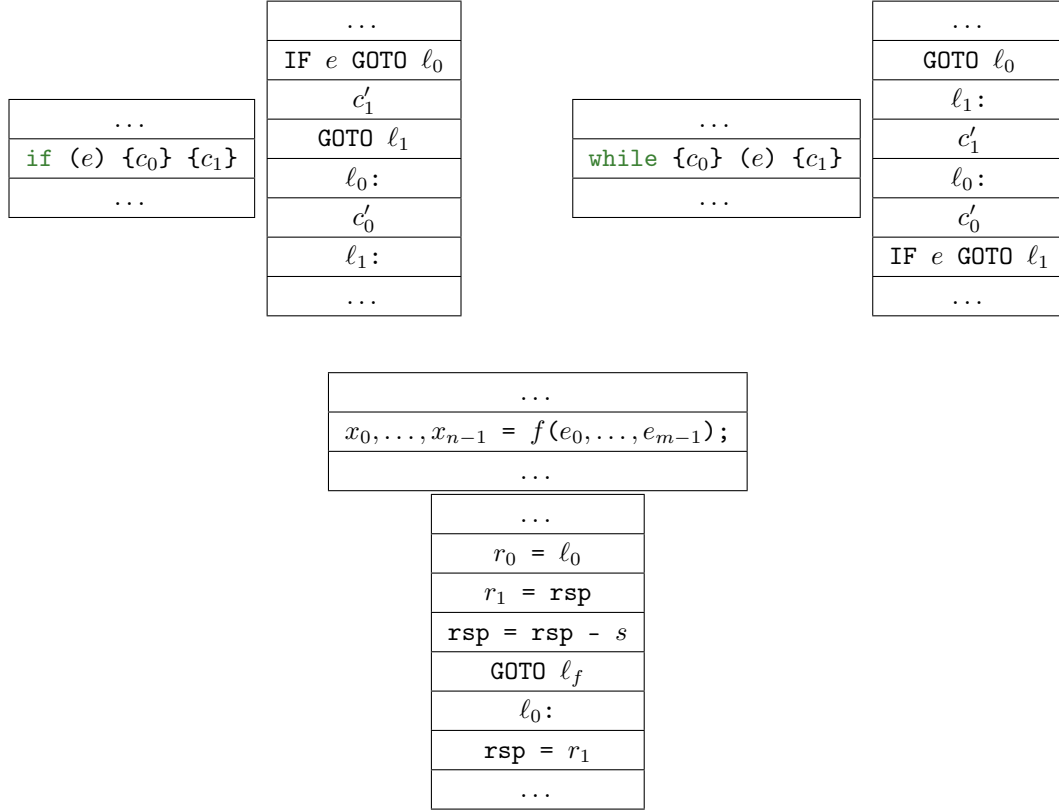 ...
if (e) {c₀} {c₁}
...
...
IF e GOTO ℓ₀
c′₁
GOTO ℓ₁
ℓ₀:
c′₀
ℓ₁:
...
...
while {c₀} (e) {c₁}
...
...
GOTO ℓ₀
ℓ₁:
c′₁
ℓ₀:
c′₀
IF e GOTO ℓ₁
...
...
x₀,...,xₙ₋₁ = f(e₀,...,eₘ₋₁);
...
...
r₀ = ℓ₀
r₁ = rsp
rsp = rsp - s
GOTO ℓ_f
ℓ₀:
rsp = r₁
...